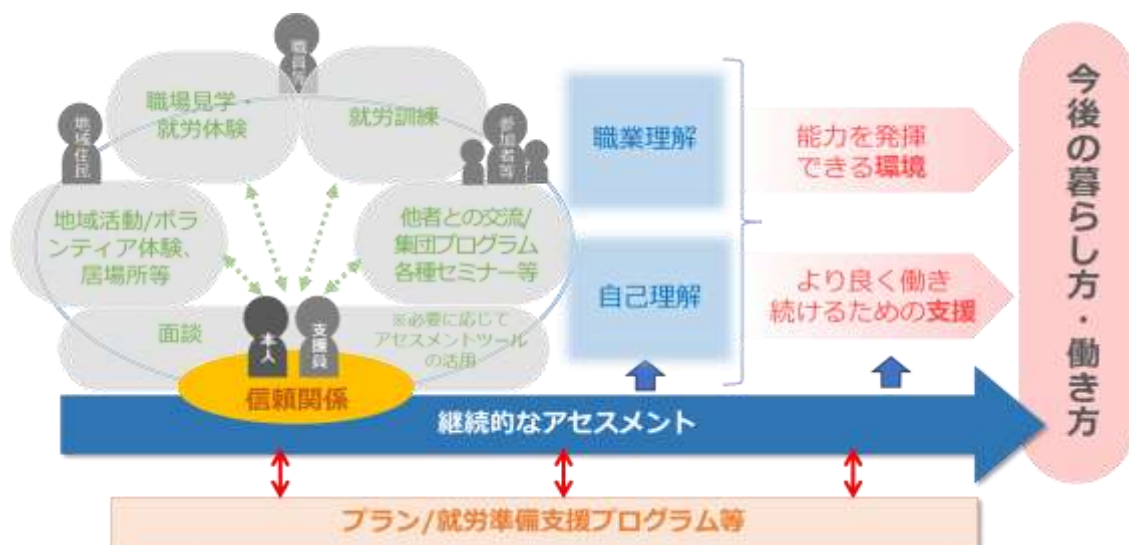 職員等
職場見学・
就労体験
就労訓練
地域住民
参加者等
地域活動/ボラ
ンティア体験、
居場所等
他者との交流/
集団プログラム
各種セミナー等
面談
本人
支援員
※必要に応じて
アセスメントツール
の活用
信頼関係
職業理解
自己理解
能力を発揮
できる環境
より良く働き
続けるための支援
今後の暮らし方・働き方
継続的なアセスメント
プラン/就労準備支援プログラム等